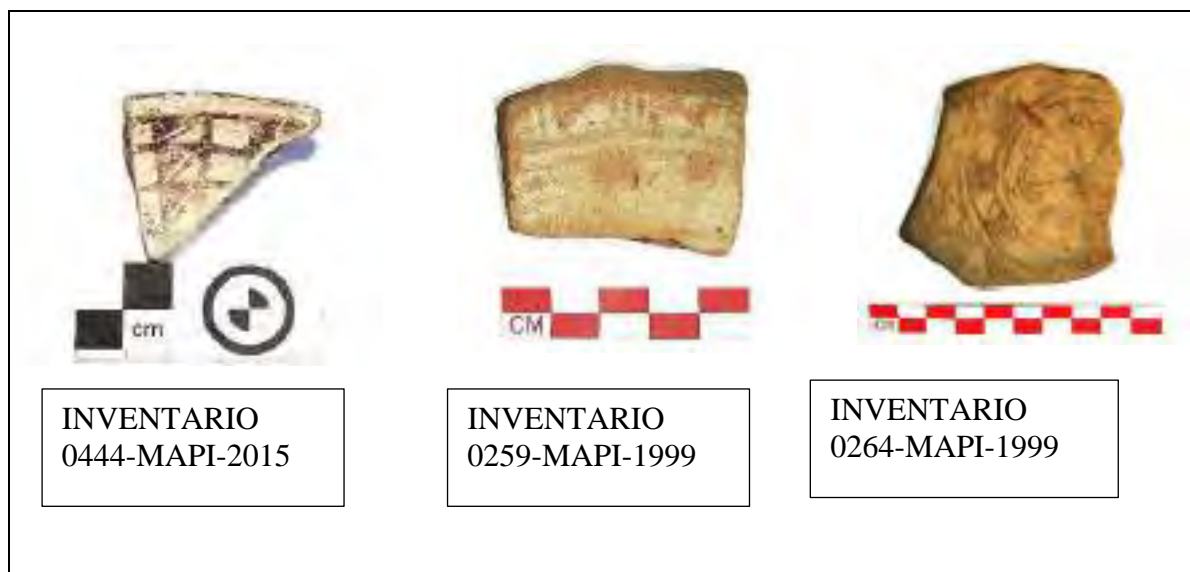 cm
CM
CM
INVENTARIO
0444-MAPI-2015
INVENTARIO
0259-MAPI-1999
INVENTARIO
0264-MAPI-1999